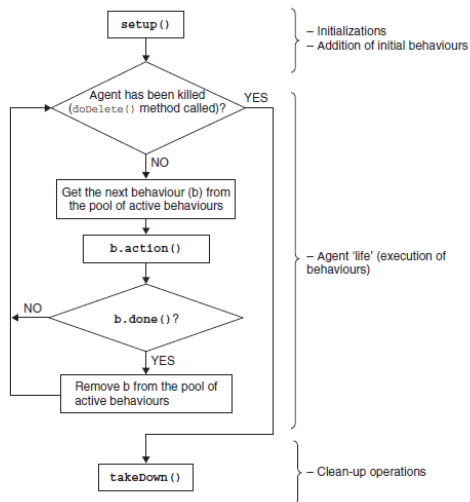 setup()
– Initializations
– Addition of initial behaviours
Agent has been killed
(doDelete() method called)?
YES
NO
Get the next behaviour (b) from
the pool of active behaviours
b.action()
– Agent ‘life’ (execution of
behaviours)
NO
b.done()?
YES
Remove b from the pool of
active behaviours
takeDown()
– Clean-up operations